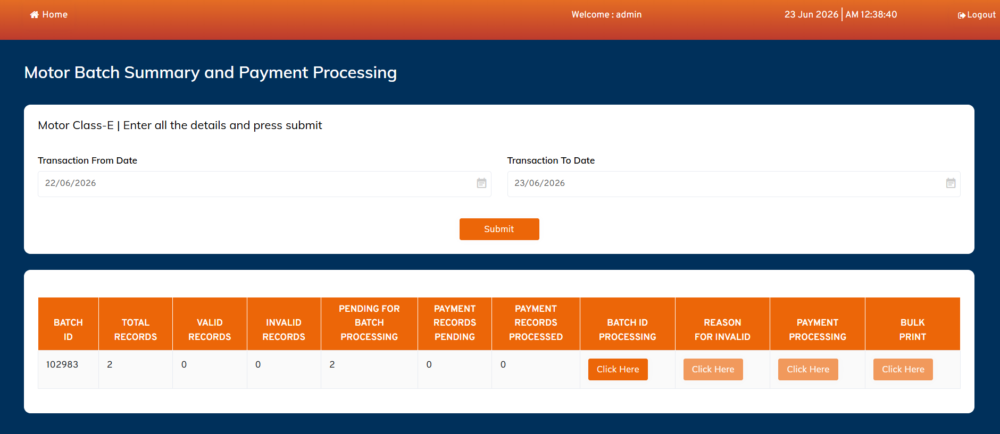 Home
Welcome : admin
23 Jun 2026 | AM 12:38:40
Logout
Motor Batch Summary and Payment Processing
Motor Class-E | Enter all the details and press submit
Transaction From Date
Transaction To Date
22/06/2026
23/06/2026
Submit
BATCH ID
TOTAL RECORDS
VALID RECORDS
INVALID RECORDS
PENDING FOR BATCH PROCESSING
PAYMENT RECORDS PENDING
PAYMENT RECORDS PROCESSED
BATCH ID PROCESSING
REASON FOR INVALID
PAYMENT PROCESSING
BULK PRINT
102983
2
0
0
2
0
0
Click Here
Click Here
Click Here
Click Here